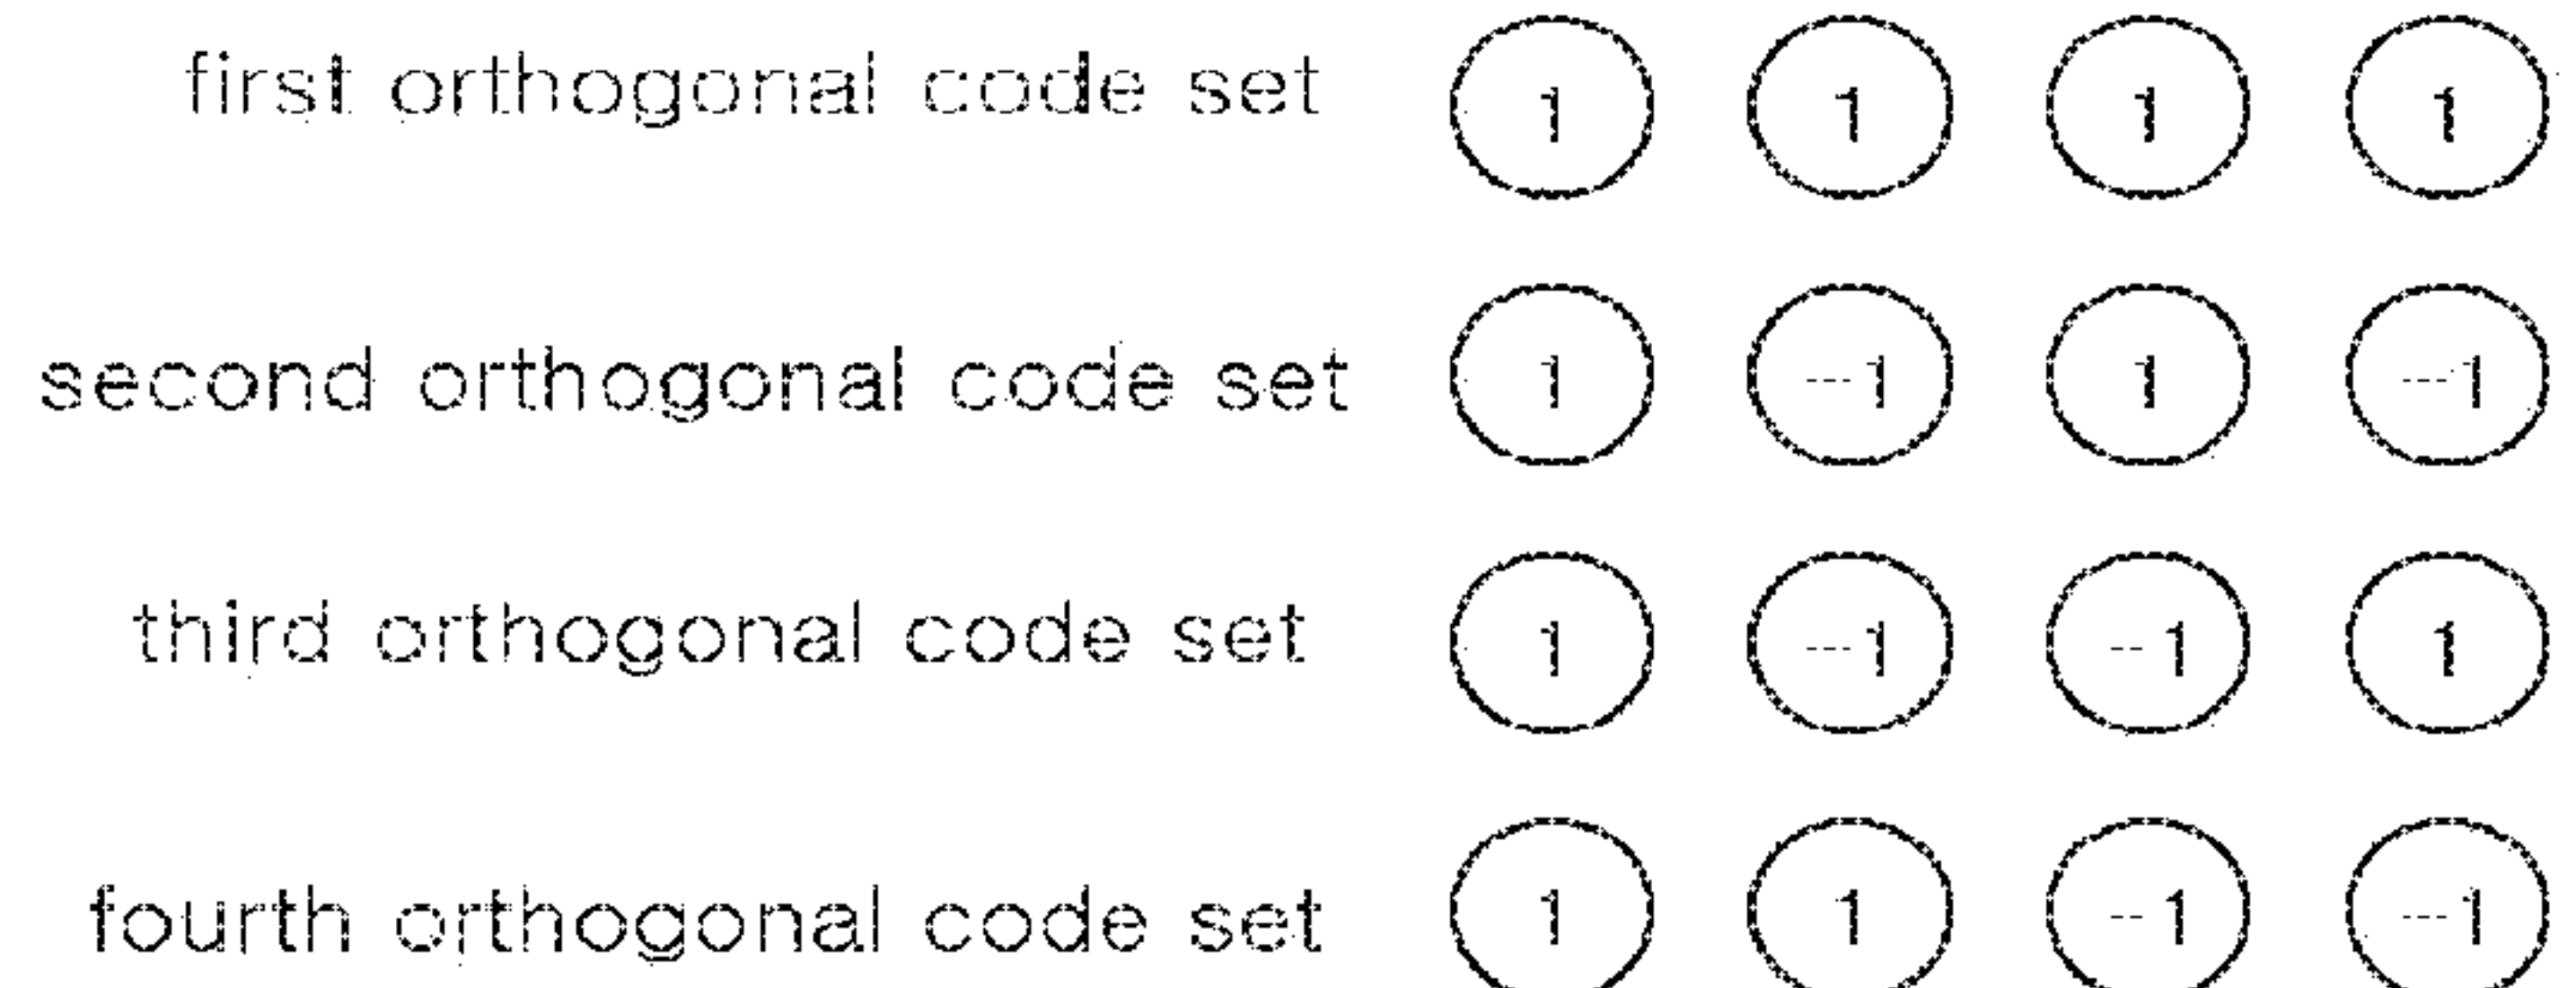 first orthogonal code set 1 1 1 1
second orthogonal code set 1 -1 1 -1
third orthogonal code set 1 -1 -1 1
fourth orthogonal code set 1 1 -1 -1